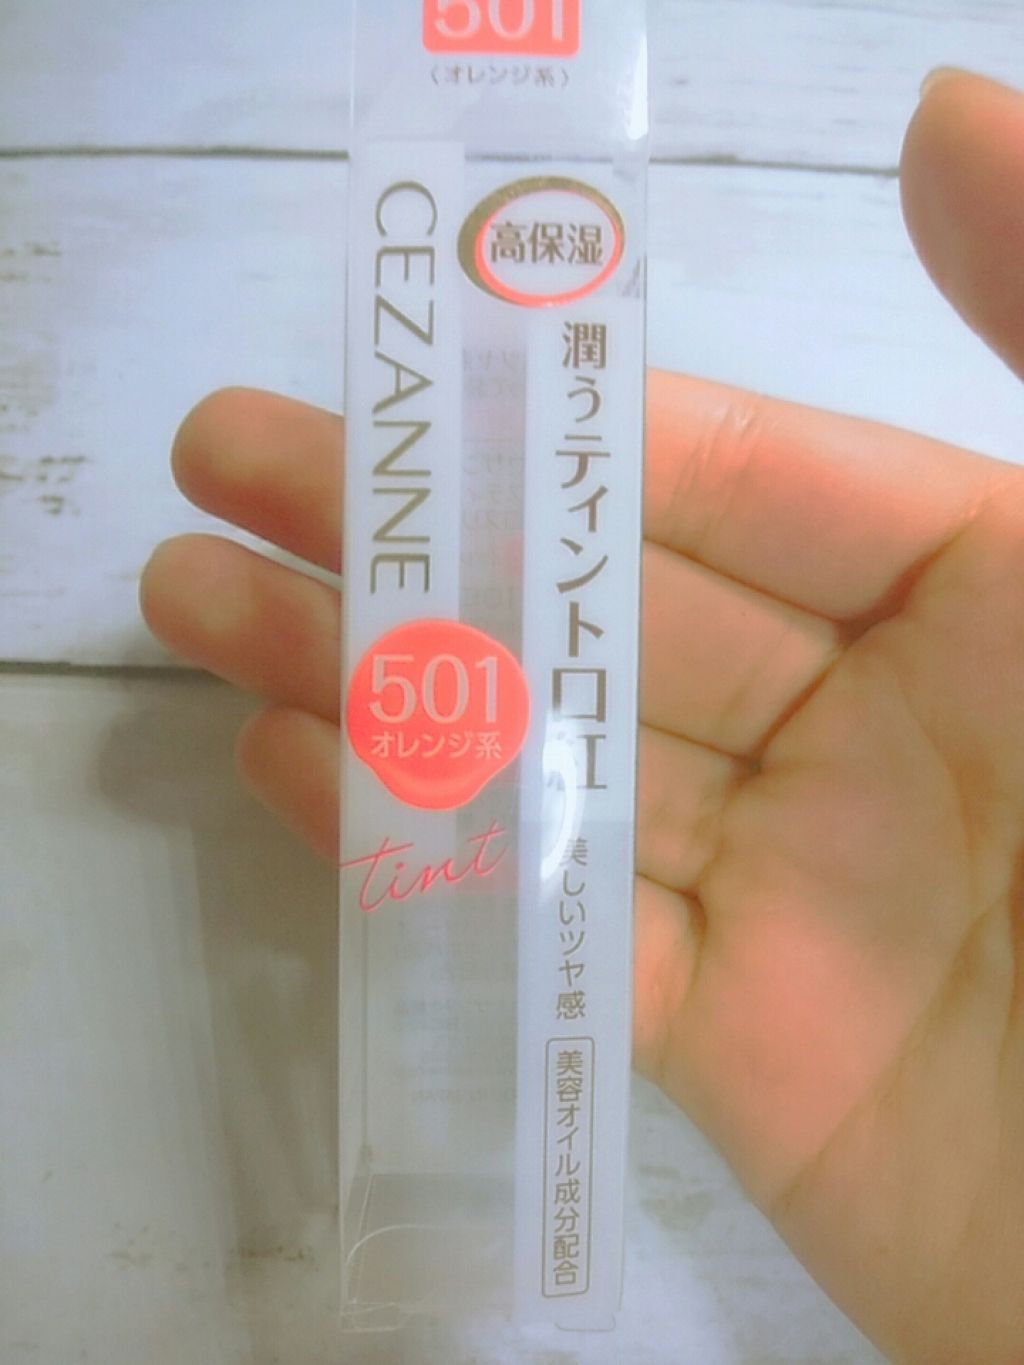 501
〈オレンジ系〉
CEZANNE
高保湿
潤うティント口紅
501
オレンジ系
tint
美しいツヤ感
美容オイル成分配合